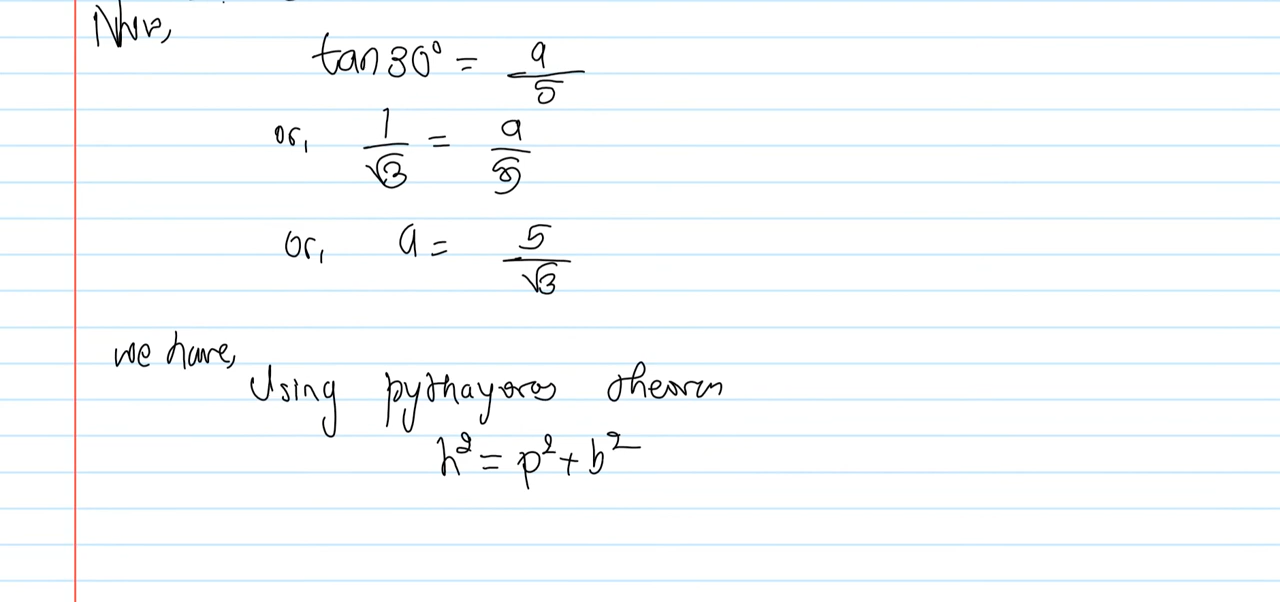 Now,
tan 30° = a/5
or, 1/√3 = a/5
or, a = 5/√3
we have,
Using pythagoras theorem
h² = p² + b²